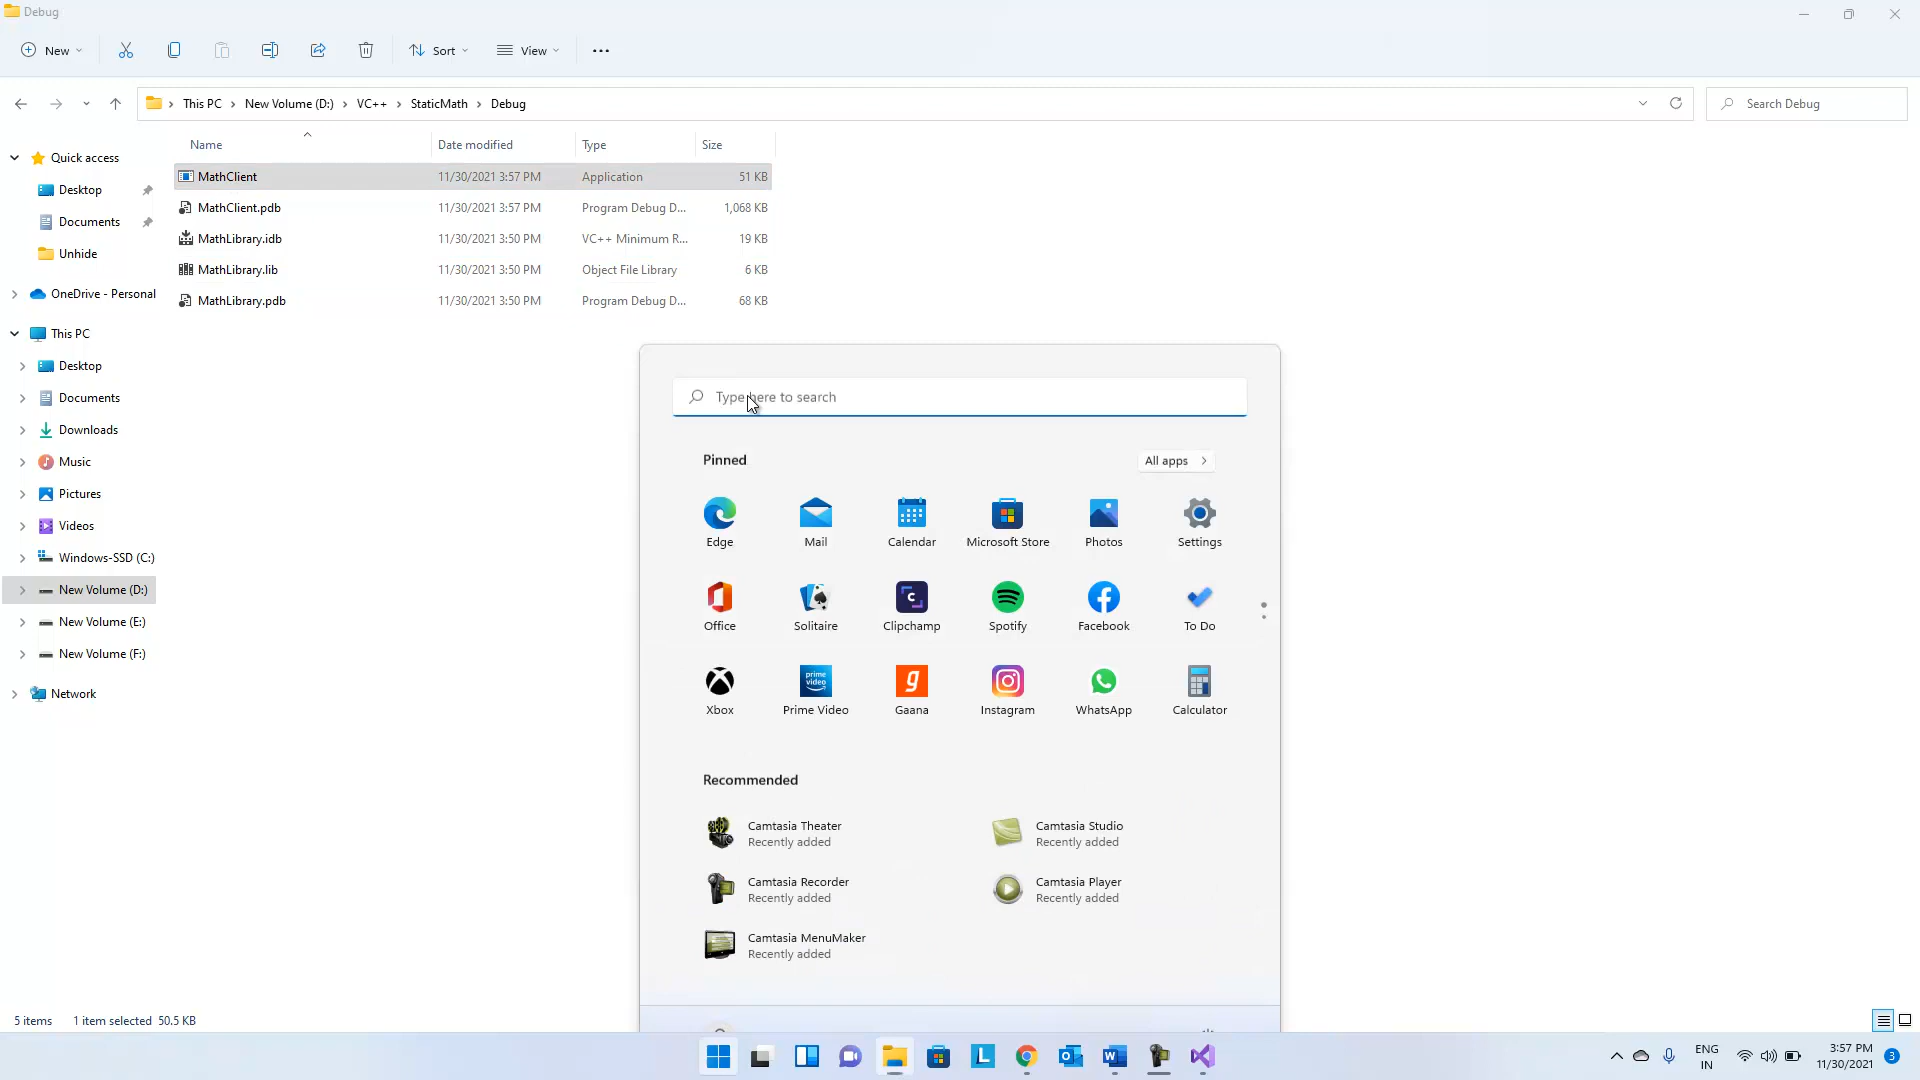 Debug
New
Sort
View
This PC
New Volume (D:)
VC++
StaticMath
Debug
Search Debug
Name
Date modified
Type
Size
MathClient 11/30/2021 3:57 PM Application 51 KB
MathClient.pdb 11/30/2021 3:57 PM Program Debug D... 1,068 KB
MathLibrary.idb 11/30/2021 3:50 PM VC++ Minimum R... 19 KB
MathLibrary.lib 11/30/2021 3:50 PM Object File Library 6 KB
MathLibrary.pdb 11/30/2021 3:50 PM Program Debug D... 68 KB
Quick access
Desktop
Documents
Unhide
OneDrive - Personal
This PC
Desktop
Documents
Downloads
Music
Pictures
Videos
Windows-SSD (C:)
New Volume (D:)
New Volume (E:)
New Volume (F:)
Network
Type here to search
Pinned
All apps
Edge
Mail
Calendar
Microsoft Store
Photos
Settings
Office
Solitaire
Clipchamp
Spotify
Facebook
To Do
prime video
Xbox
Prime Video
Gaana
Instagram
WhatsApp
Calculator
Recommended
Camtasia Theater
Recently added
Camtasia Studio
Recently added
Camtasia Recorder
Recently added
Camtasia Player
Recently added
Camtasia MenuMaker
Recently added
5 items
1 item selected 50.5 KB
ENG
IN
3:57 PM
11/30/2021
3